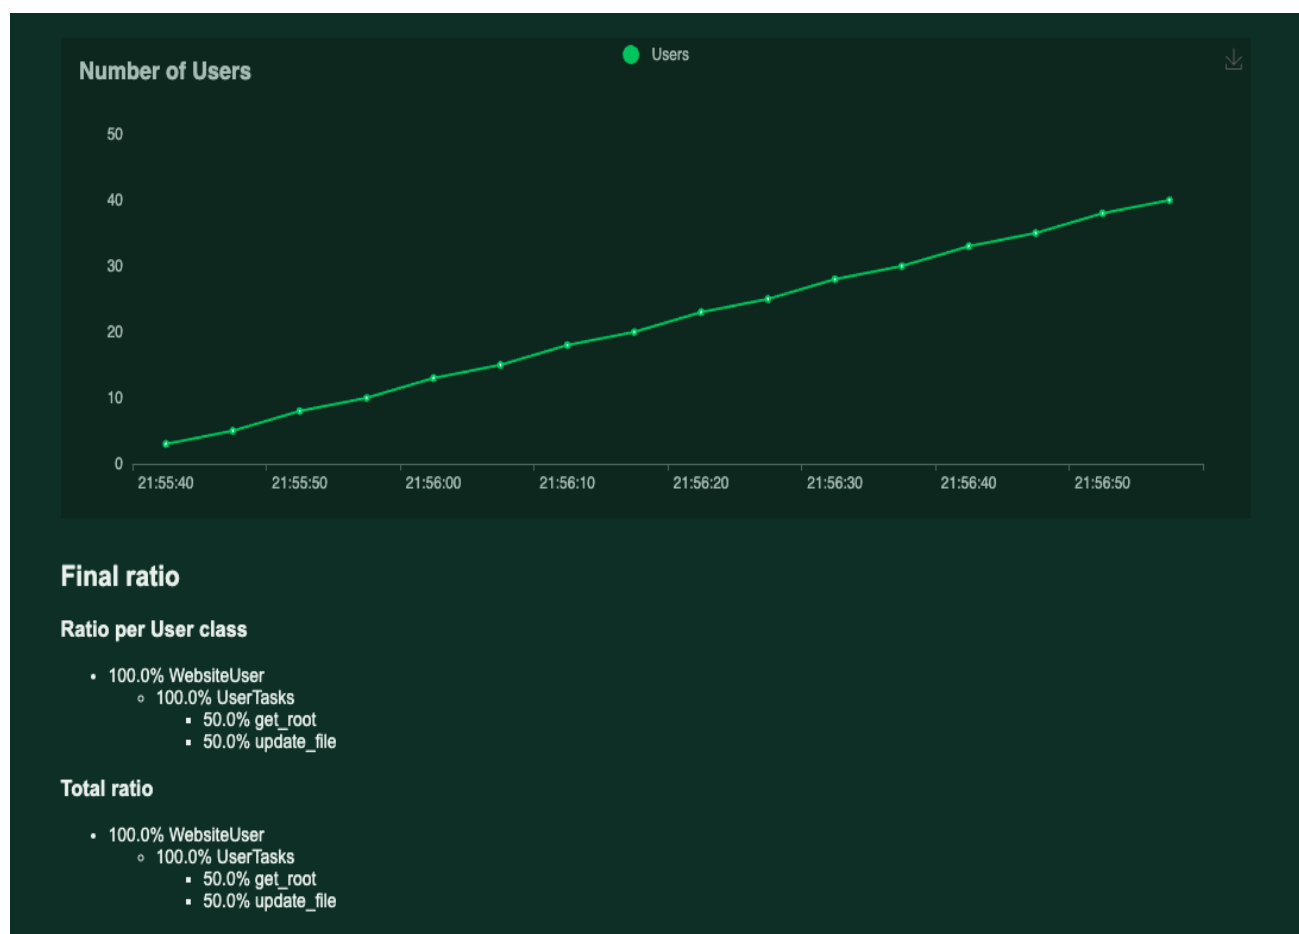 Number of Users
Users
50
40
30
20
10
0
21:55:40 21:55:50 21:56:00 21:56:10 21:56:20 21:56:30 21:56:40 21:56:50
Final ratio
Ratio per User class
100.0% WebsiteUser
100.0% UserTasks
50.0% get_root
50.0% update_file
Total ratio
100.0% WebsiteUser
100.0% UserTasks
50.0% get_root
50.0% update_file